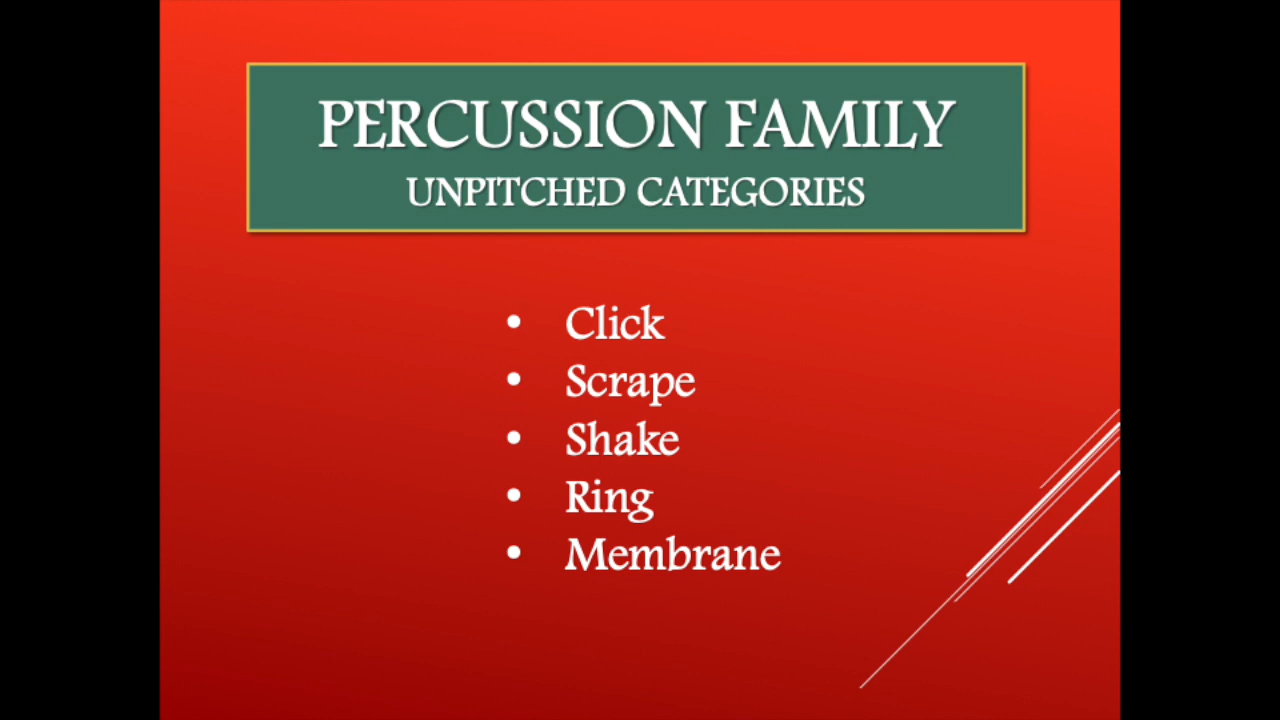 PERCUSSION FAMILY
UNPITCHED CATEGORIES
• Click
• Scrape
• Shake
• Ring
• Membrane